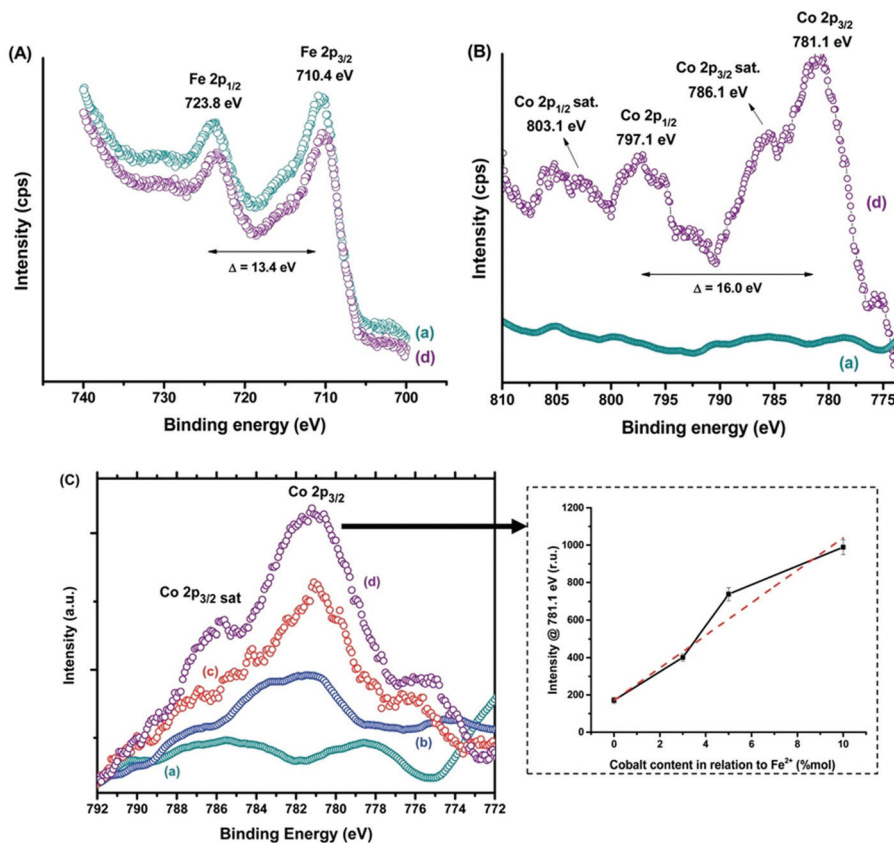 (A)
Fe 2p1/2
723.8 eV
Fe 2p3/2
710.4 eV
Δ = 13.4 eV
(a)
(d)
Intensity (cps)
740 730 720 710 700
Binding energy (eV)
(B)
Co 2p3/2
781.1 eV
Co 2p3/2 sat.
786.1 eV
Co 2p1/2 sat.
803.1 eV
Co 2p1/2
797.1 eV
(d)
Δ = 16.0 eV
(a)
Intensity (cps)
810 805 800 795 790 785 780 775
Binding energy (eV)
(C)
Co 2p3/2
Co 2p3/2 sat
(d)
(c)
(b)
(a)
Intensity (a.u.)
792 790 788 786 784 782 780 778 776 774 772
Binding Energy (eV)
1200
1000
800
600
400
200
0
Intensity @ 781.1 eV (r.u.)
0 2 4 6 8 10
Cobalt content in relation to Fe²⁺ (%mol)